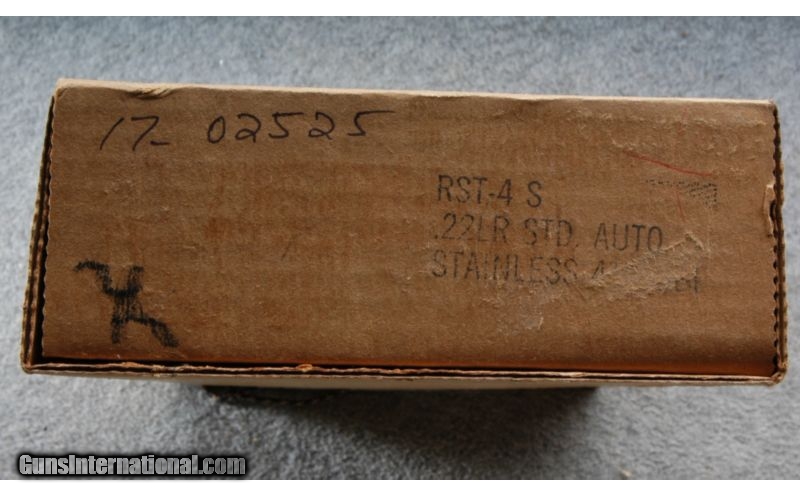 17- 02525
RST-4 S
.22LR STD. AUTO
STAINLESS
GunsInternational.com